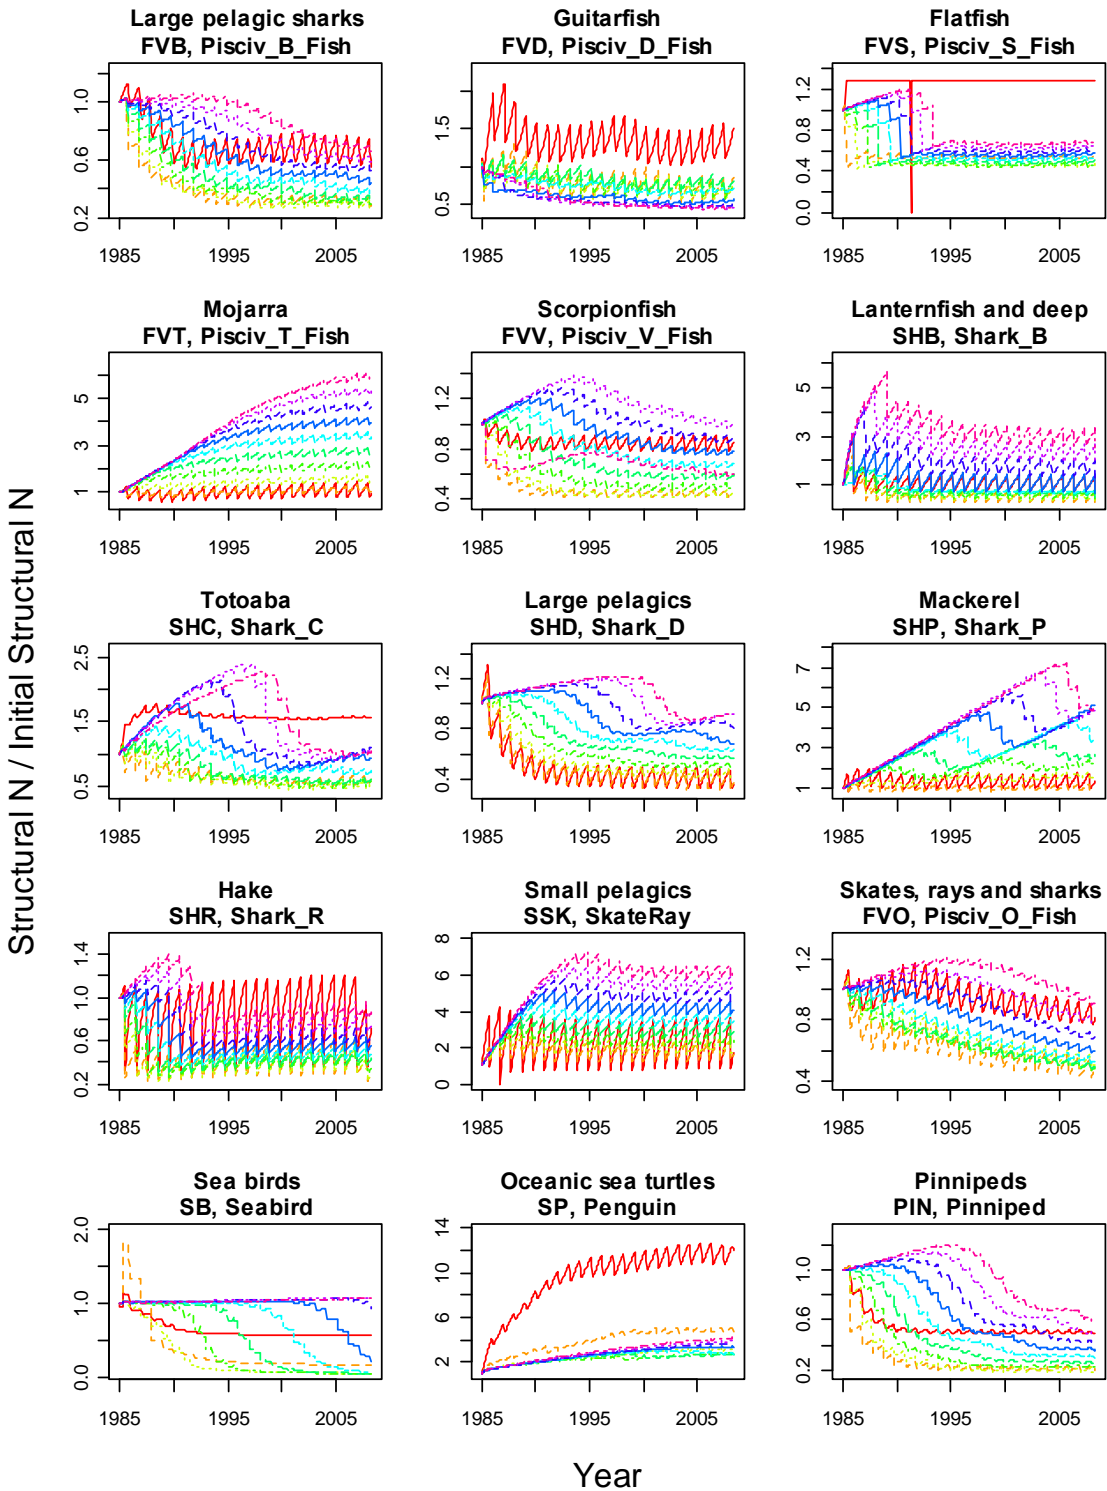 Large pelagic sharks
FVB, Pisciv_B_Fish
0.2 0.6 1.0
1985 1995 2005
Guitarfish
FVD, Pisciv_D_Fish
0.5 1.5
1985 1995 2005
Flatfish
FVS, Pisciv_S_Fish
0.0 0.4 0.8 1.2
1985 1995 2005
Mojarra
FVT, Pisciv_T_Fish
1 3 5
1985 1995 2005
Scorpionfish
FVV, Pisciv_V_Fish
0.4 0.8 1.2
1985 1995 2005
Lanternfish and deep
SHB, Shark_B
1 3 5
1985 1995 2005
Totoaba
SHC, Shark_C
0.5 1.5 2.5
1985 1995 2005
Large pelagics
SHD, Shark_D
0.4 0.8 1.2
1985 1995 2005
Mackerel
SHP, Shark_P
1 3 5 7
1985 1995 2005
Hake
SHR, Shark_R
0.2 0.6 1.0 1.4
1985 1995 2005
Small pelagics
SSK, SkateRay
0 2 4 6 8
1985 1995 2005
Skates, rays and sharks
FVO, Pisciv_O_Fish
0.4 0.8 1.2
1985 1995 2005
Sea birds
SB, Seabird
0.0 1.0 2.0
1985 1995 2005
Oceanic sea turtles
SP, Penguin
2 6 10 14
1985 1995 2005
Pinnipeds
PIN, Pinniped
0.2 0.6 1.0
1985 1995 2005
Structural N / Initial Structural N
Year